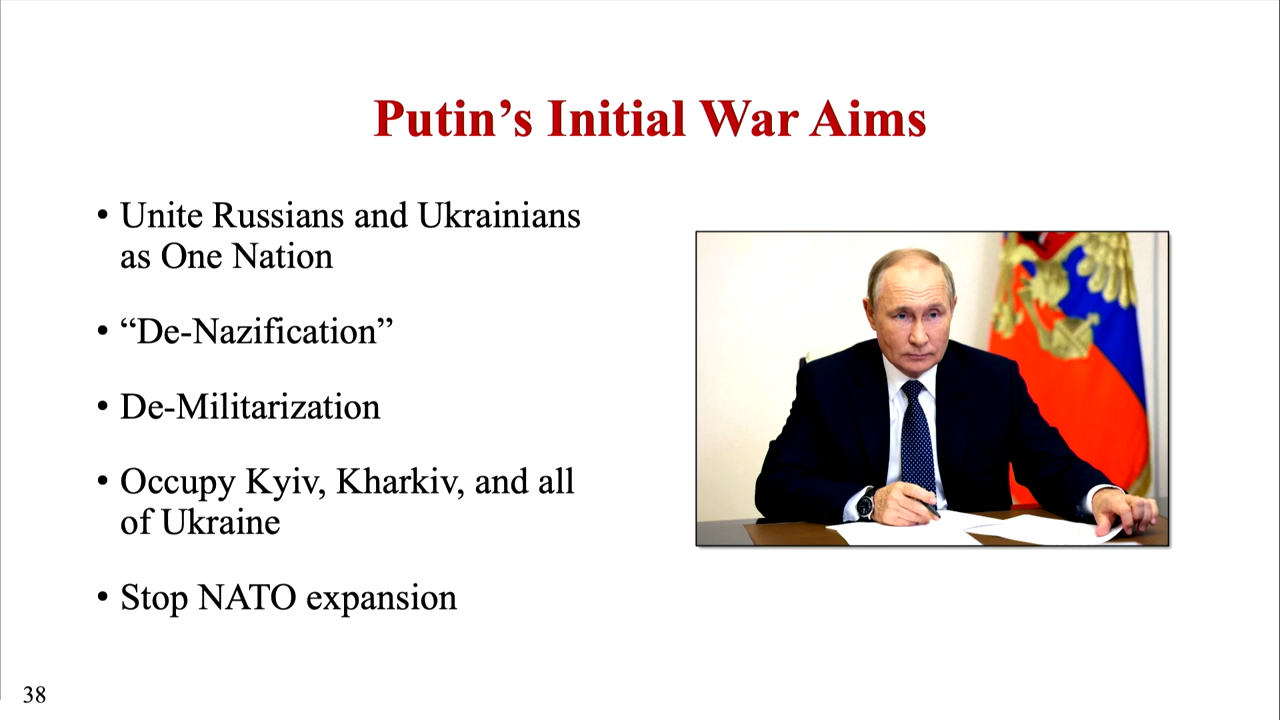 Putin’s Initial War Aims
• Unite Russians and Ukrainians
as One Nation
• “De-Nazification”
• De-Militarization
• Occupy Kyiv, Kharkiv, and all
of Ukraine
• Stop NATO expansion
38